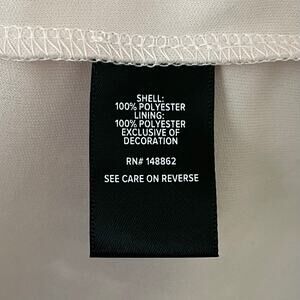 SHELL:
100% POLYESTER
LINING:
100% POLYESTER
EXCLUSIVE OF
DECORATION
RN# 148862
SEE CARE ON REVERSE